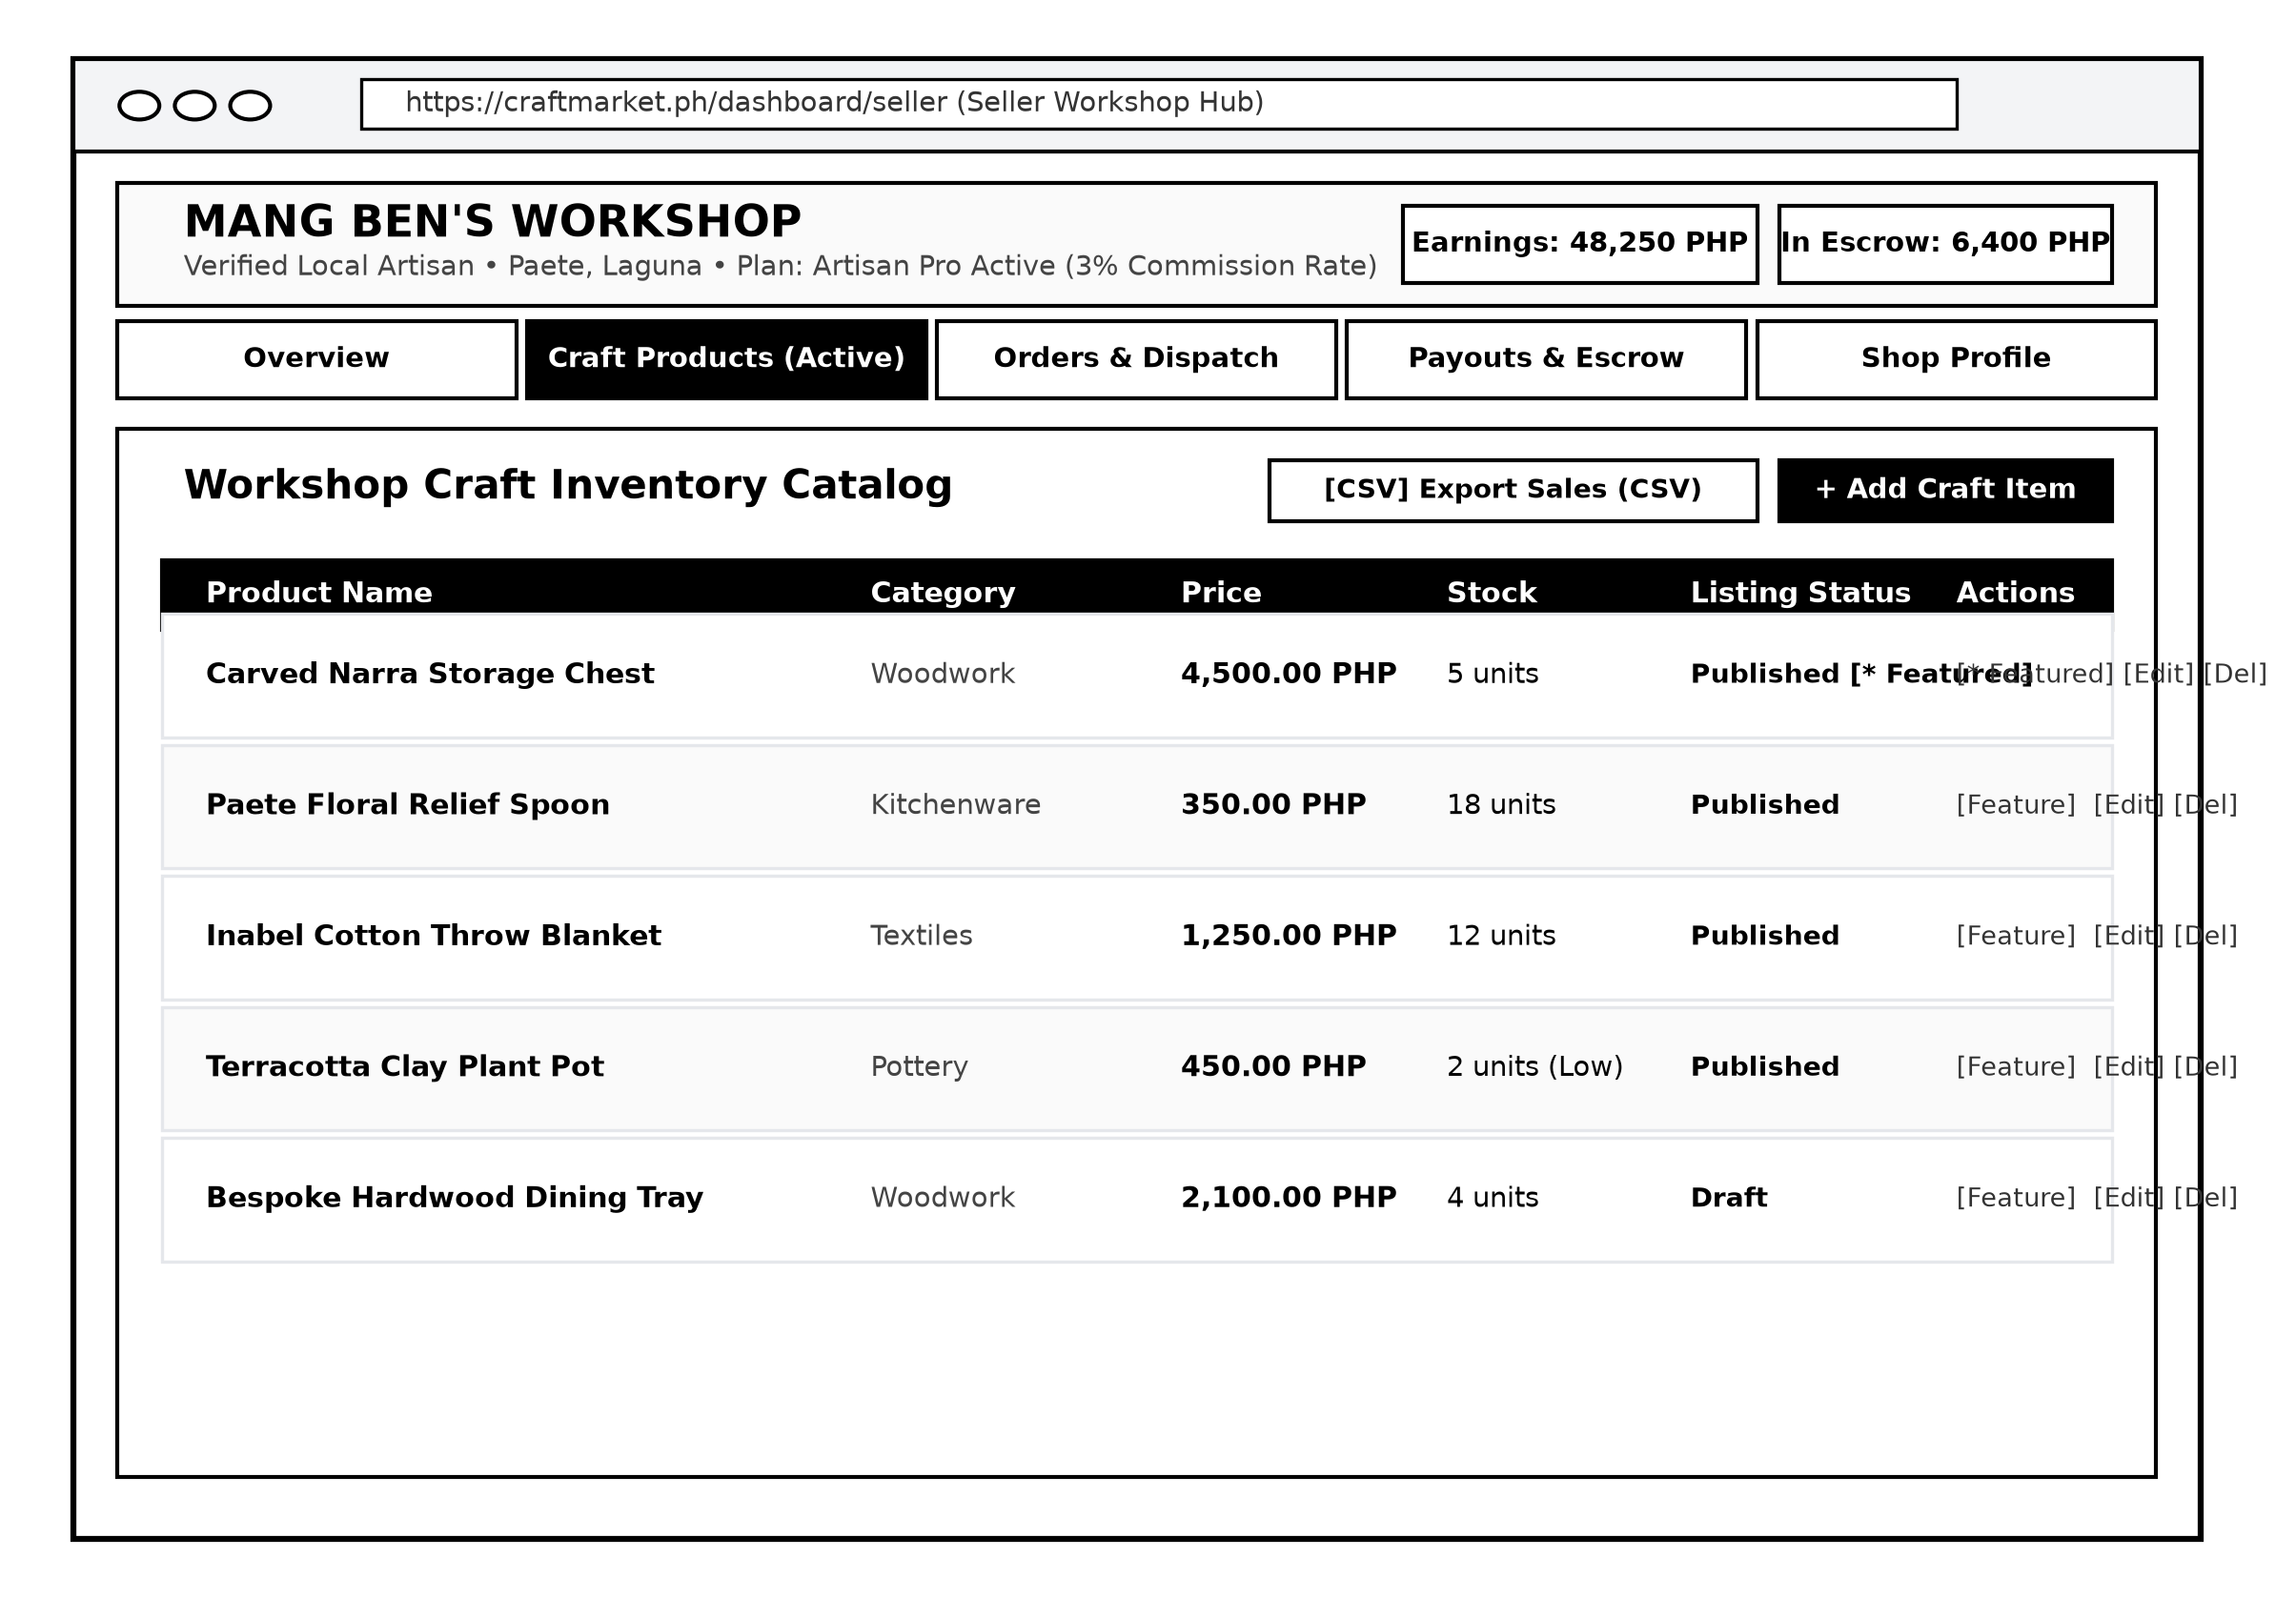 https://craftmarket.ph/dashboard/seller (Seller Workshop Hub)
MANG BEN'S WORKSHOP
Verified Local Artisan • Paete, Laguna • Plan: Artisan Pro Active (3% Commission Rate)
Earnings: 48,250 PHP
In Escrow: 6,400 PHP
Overview
Craft Products (Active)
Orders & Dispatch
Payouts & Escrow
Shop Profile
Workshop Craft Inventory Catalog
[CSV] Export Sales (CSV)
+ Add Craft Item
Product Name Category Price Stock Listing Status Actions
Carved Narra Storage Chest Woodwork 4,500.00 PHP 5 units Published [* Featured] [* Featured] [Edit] [Del]
Paete Floral Relief Spoon Kitchenware 350.00 PHP 18 units Published [Feature] [Edit] [Del]
Inabel Cotton Throw Blanket Textiles 1,250.00 PHP 12 units Published [Feature] [Edit] [Del]
Terracotta Clay Plant Pot Pottery 450.00 PHP 2 units (Low) Published [Feature] [Edit] [Del]
Bespoke Hardwood Dining Tray Woodwork 2,100.00 PHP 4 units Draft [Feature] [Edit] [Del]